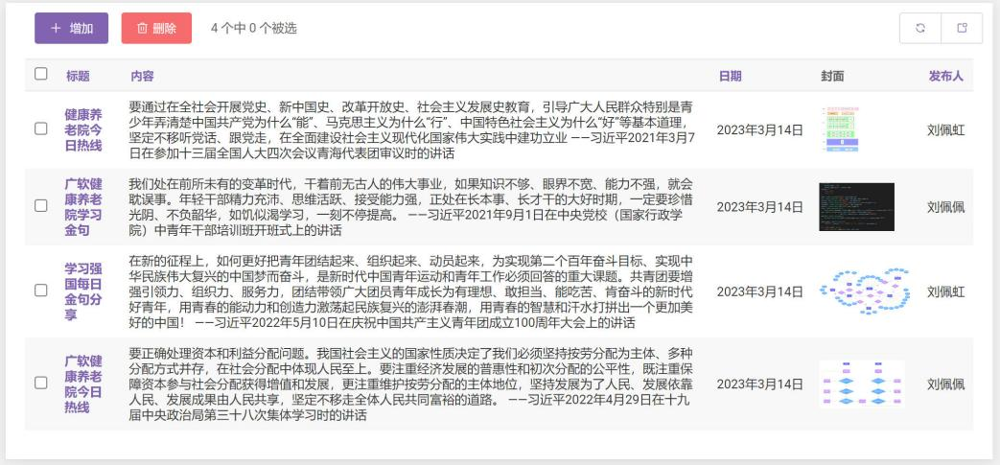 增加 删除 4 个中 0 个被选
标题 内容 日期 封面 发布人
健康养
老院今
日热线
要通过在全社会开展党史、新中国史、改革开放史、社会主义发展史教育，引导广大人民群众特别是青
少年弄清楚中国共产党为什么“能”、马克思主义为什么“行”、中国特色社会主义为什么“好”等基本道理，
坚定不移听党话、跟党走，在全面建设社会主义现代化国家伟大实践中建功立业 ——习近平2021年3月7
日在参加十三届全国人大四次会议青海代表团审议时的讲话
2023年3月14日
刘佩虹
广软健
康养老
院学习
金句
我们处在前所未有的变革时代，干着前无古人的伟大事业，如果知识不够、眼界不宽、能力不强，就会
耽误事。年轻干部精力充沛、思维活跃、接受能力强，正处在长本事、长才干的大好时期，一定要珍惜
光阴、不负韶华，如饥似渴学习，一刻不停提高。 ——习近平2021年9月1日在中央党校（国家行政学
院）中青年干部培训班开班式上的讲话
2023年3月14日
刘佩佩
学习强
国每日
金句分
享
在新的征程上，如何更好把青年团结起来、组织起来、动员起来，为实现第二个百年奋斗目标、实现中
华民族伟大复兴的中国梦而奋斗，是新时代中国青年运动和青年工作必须回答的重大课题。共青团要增
强引领力、组织力、服务力，团结带领广大团员青年成长为有理想、敢担当、能吃苦、肯奋斗的新时代
好青年，用青春的能动力和创造力激荡起民族复兴的澎湃春潮，用青春的智慧和汗水打拼出一个更加美
好的中国！ ——习近平2022年5月10日在庆祝中国共产主义青年团成立100周年大会上的讲话
2023年3月14日
刘佩虹
广软健
康养老
院今日
热线
要正确处理资本和利益分配问题。我国社会主义的国家性质决定了我们必须坚持按劳分配为主体、多种
分配方式并存，在社会分配中体现人民至上。要注重经济发展的普惠性和初次分配的公平性，既注重保
障资本参与社会分配获得增值和发展，更注重维护按劳分配的主体地位，坚持发展为了人民、发展依靠
人民、发展成果由人民共享，坚定不移走全体人民共同富裕的道路。 ——习近平2022年4月29日在十九
届中央政治局第三十八次集体学习时的讲话
2023年3月14日
刘佩佩